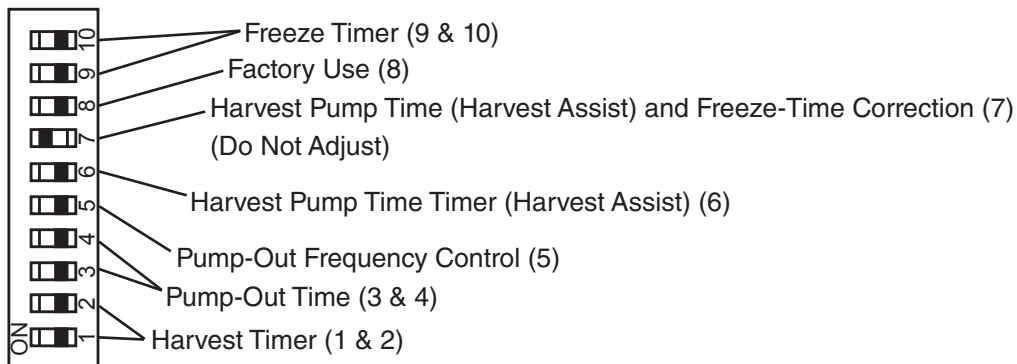 10
Freeze Timer (9 & 10)
9
Factory Use (8)
8
Harvest Pump Time (Harvest Assist) and Freeze-Time Correction (7)
7
(Do Not Adjust)
6
Harvest Pump Time Timer (Harvest Assist) (6)
5
Pump-Out Frequency Control (5)
4
3
Pump-Out Time (3 & 4)
2
Harvest Timer (1 & 2)
1
ON